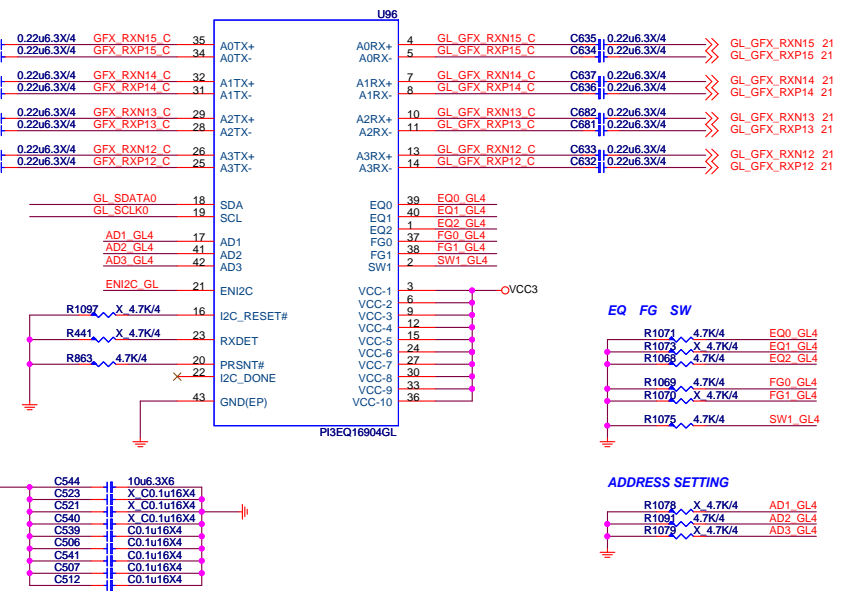 U96
0.22u6.3X/4 GFX_RXN15_C 35 A0TX+ A0RX+ 4 GL_GFX_RXN15_C C635 0.22u6.3X/4 GL_GFX_RXN15 21
0.22u6.3X/4 GFX_RXP15_C 34 A0TX- A0RX- 5 GL_GFX_RXP15_C C634 0.22u6.3X/4 GL_GFX_RXP15 21
0.22u6.3X/4 GFX_RXN14_C 32 A1TX+ A1RX+ 7 GL_GFX_RXN14_C C637 0.22u6.3X/4 GL_GFX_RXN14 21
0.22u6.3X/4 GFX_RXP14_C 31 A1TX- A1RX- 8 GL_GFX_RXP14_C C636 0.22u6.3X/4 GL_GFX_RXP14 21
0.22u6.3X/4 GFX_RXN13_C 29 A2TX+ A2RX+ 10 GL_GFX_RXN13_C C682 0.22u6.3X/4 GL_GFX_RXN13 21
0.22u6.3X/4 GFX_RXP13_C 28 A2TX- A2RX- 11 GL_GFX_RXP13_C C681 0.22u6.3X/4 GL_GFX_RXP13 21
0.22u6.3X/4 GFX_RXN12_C 26 A3TX+ A3RX+ 13 GL_GFX_RXN12_C C633 0.22u6.3X/4 GL_GFX_RXN12 21
0.22u6.3X/4 GFX_RXP12_C 25 A3TX- A3RX- 14 GL_GFX_RXP12_C C632 0.22u6.3X/4 GL_GFX_RXP12 21
GL_SDATA0 18 SDA EQ0 39 EQ0_GL4
GL_SCLK0 19 SCL EQ1 40 EQ1_GL4
EQ2 1 EQ2_GL4
AD1_GL4 17 AD1 FG0 37 FG0_GL4
AD2_GL4 41 AD2 FG1 38 FG1_GL4
AD3_GL4 42 AD3 SW1 2 SW1_GL4
ENI2C_GL 21 ENI2C VCC-1 3 VCC3
VCC-2 6
R1097 X_4.7K/4 16 I2C_RESET# VCC-3 9
VCC-4 12
R441 X_4.7K/4 23 RXDET VCC-5 15
VCC-6 24
R863 4.7K/4 20 PRSNT# VCC-7 27
22 I2C_DONE VCC-8 30
VCC-9 33
43 GND(EP) VCC-10 36
PI3EQ16904GL
EQ FG SW
R1071 4.7K/4 EQ0_GL4
R1073 X_4.7K/4 EQ1_GL4
R1068 4.7K/4 EQ2_GL4
R1069 4.7K/4 FG0_GL4
R1070 X_4.7K/4 FG1_GL4
R1075 4.7K/4 SW1_GL4
ADDRESS SETTING
R1078 X_4.7K/4 AD1_GL4
R1091 4.7K/4 AD2_GL4
R1079 X_4.7K/4 AD3_GL4
C544 10u6.3X6
C523 X_C0.1u16X4
C521 X_C0.1u16X4
C540 X_C0.1u16X4
C539 C0.1u16X4
C506 C0.1u16X4
C541 C0.1u16X4
C507 C0.1u16X4
C512 C0.1u16X4